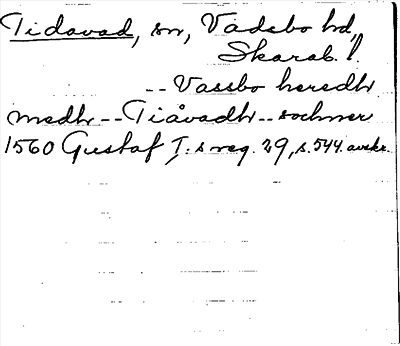 Tidavad, sn, Vadsbo hd,
Skarab. l.
-- Vassbo heredh
medh -- Tiåvadh -- sochner
1560 Gustaf I:s reg. 29, s. 544. avskr.